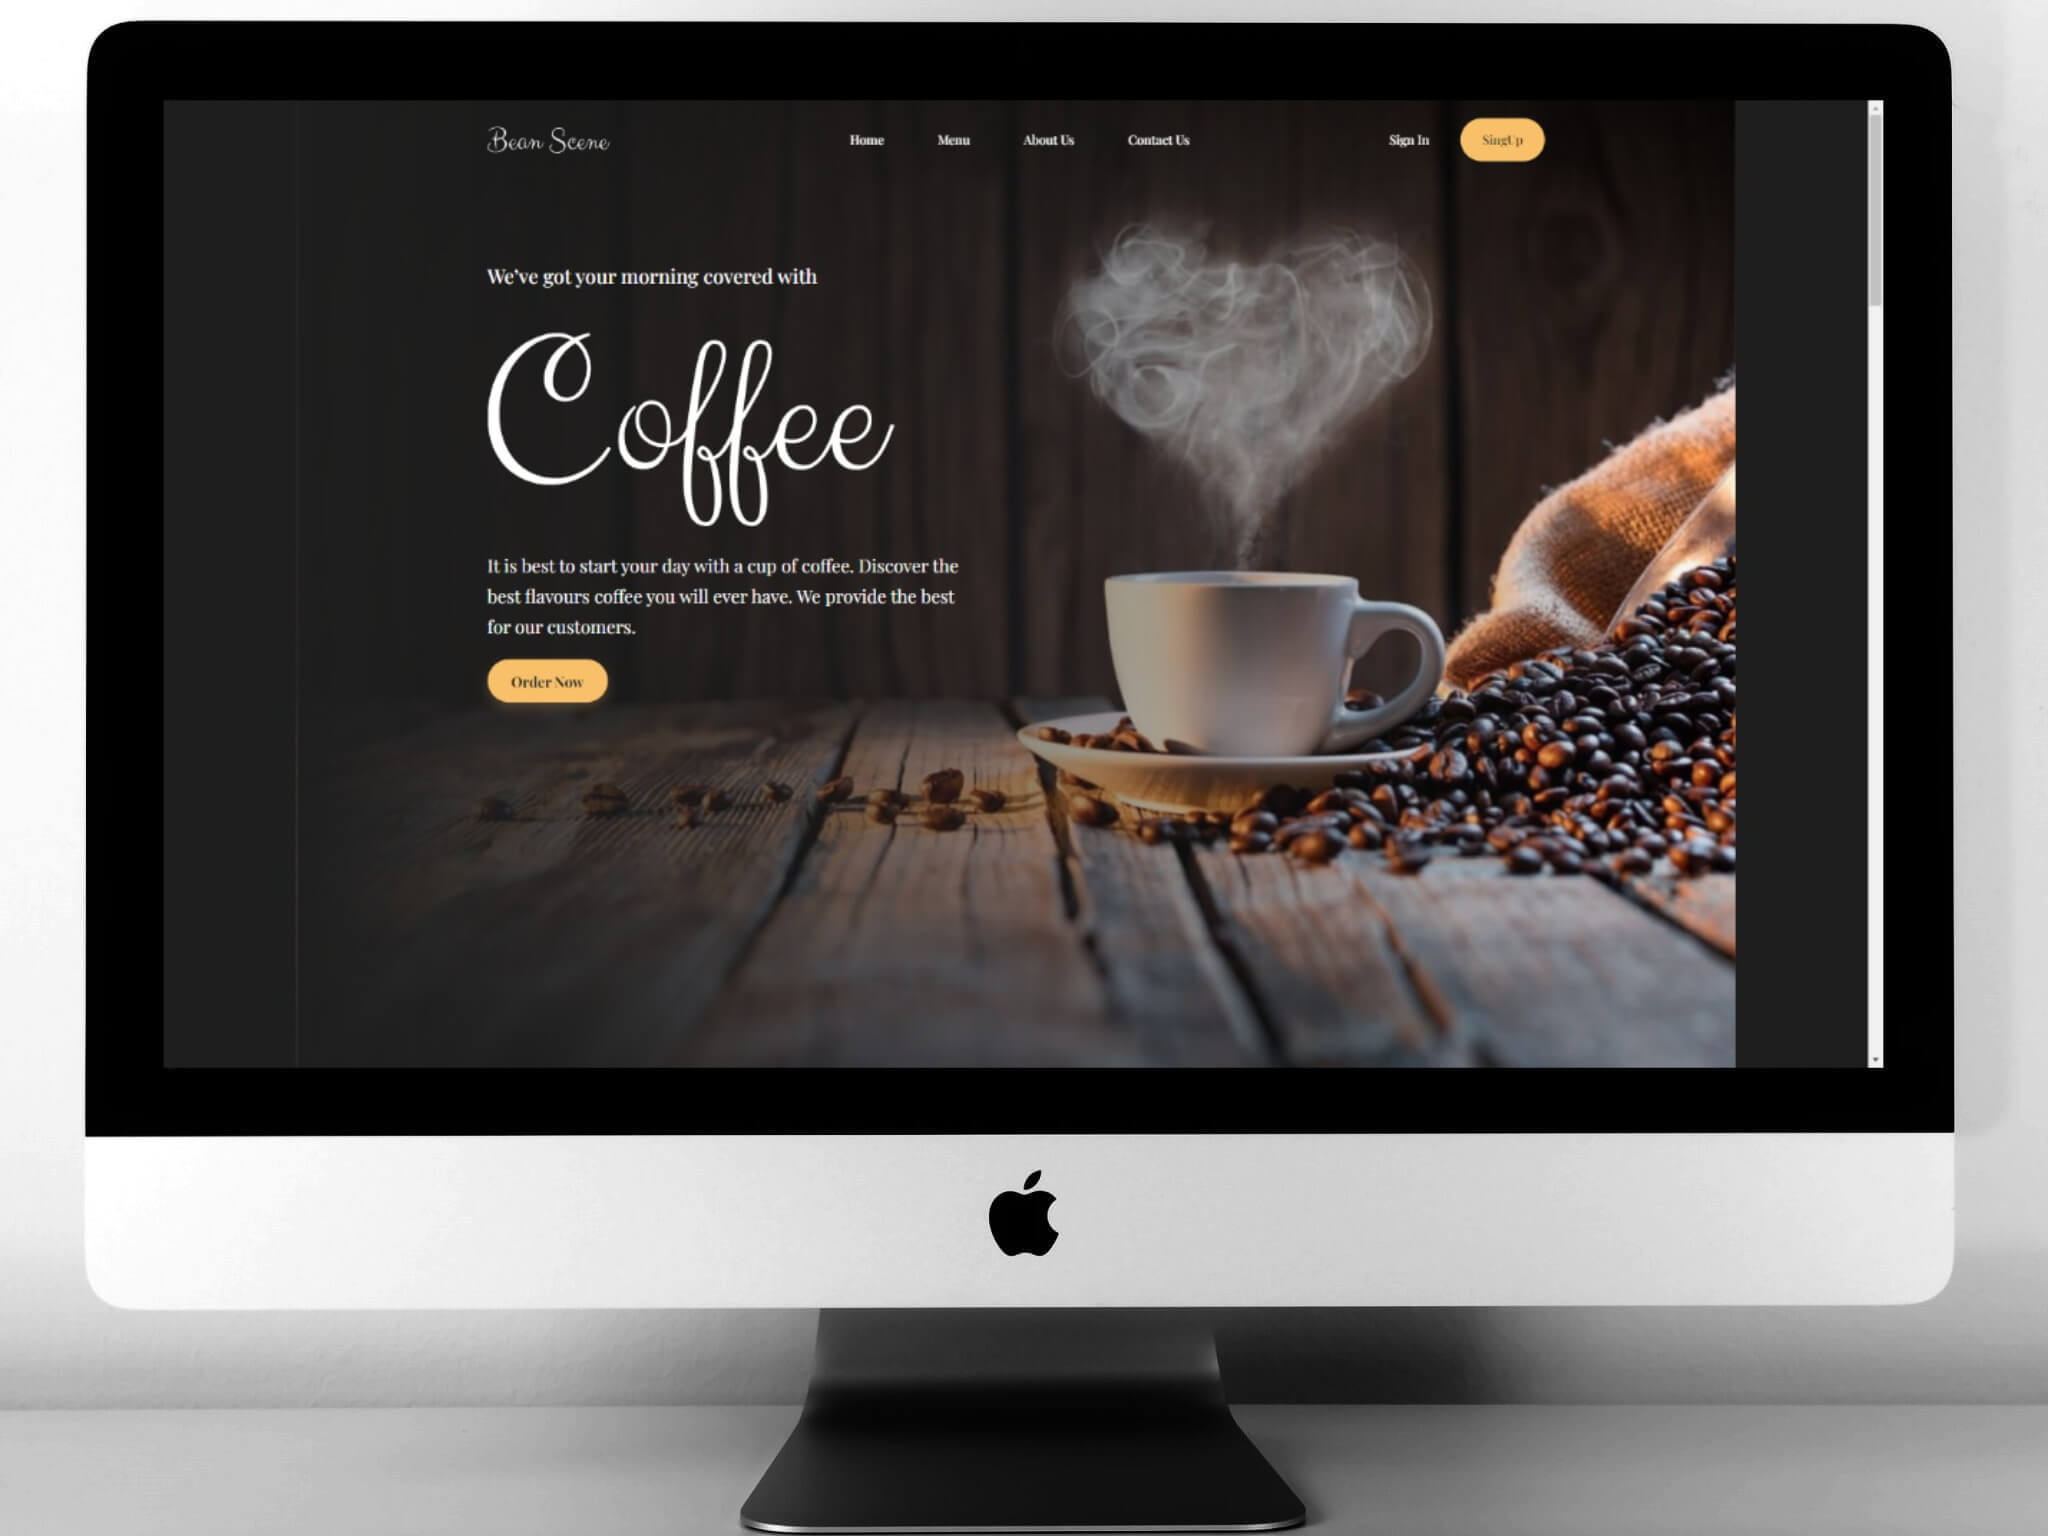 Bean Scene
Home Menu About Us Contact Us Sign In SingUp
We've got your morning covered with
Coffee
It is best to start your day with a cup of coffee. Discover the
best flavours coffee you will ever have. We provide the best
for our customers.
Order Now